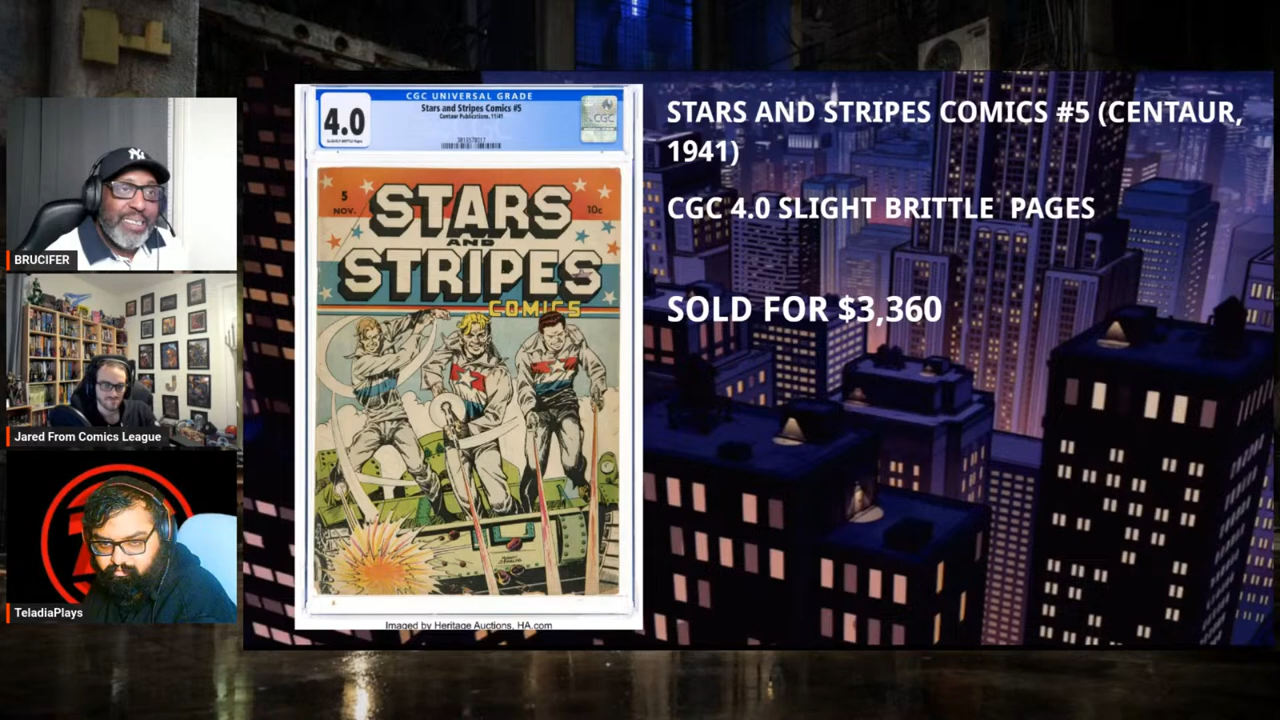 BRUCIFER
Jared From Comics League
TeladiaPlays
CGC UNIVERSAL GRADE
4.0
Stars and Stripes Comics #5
Centaur Publications, 11/41
CGC
5
NOV.
10c
STARS
AND
STRIPES
COMICS
Imaged by Heritage Auctions, HA.com
STARS AND STRIPES COMICS #5 (CENTAUR,
1941)
CGC 4.0 SLIGHT BRITTLE PAGES
SOLD FOR $3,360